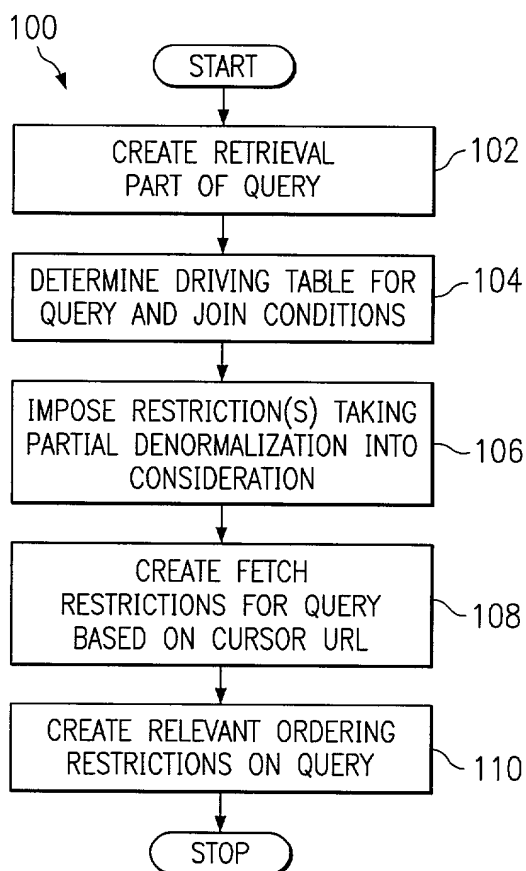 100
START
CREATE RETRIEVAL
PART OF QUERY
102
DETERMINE DRIVING TABLE FOR
QUERY AND JOIN CONDITIONS
104
IMPOSE RESTRICTION(S) TAKING
PARTIAL DENORMALIZATION INTO
CONSIDERATION
106
CREATE FETCH
RESTRICTIONS FOR QUERY
BASED ON CURSOR URL
108
CREATE RELEVANT ORDERING
RESTRICTIONS ON QUERY
110
STOP